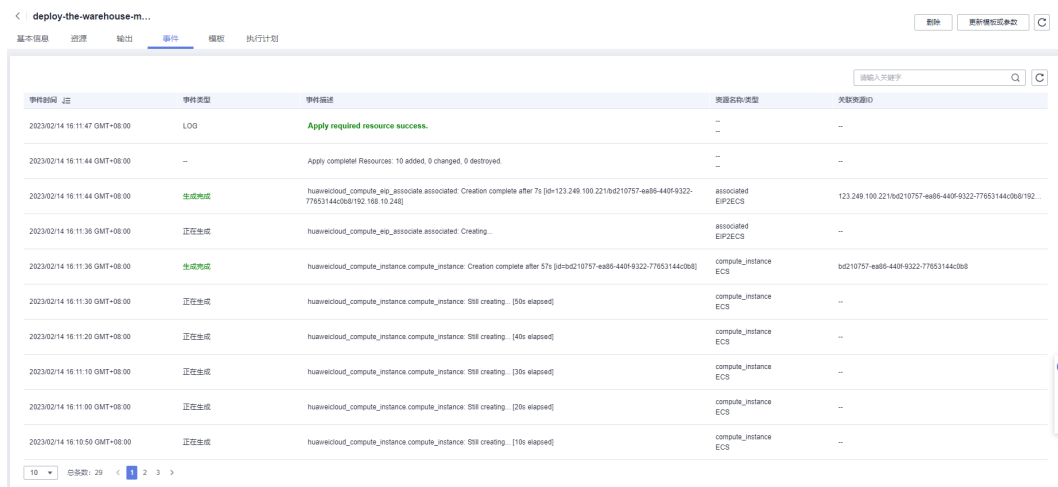 deploy-the-warehouse-m...
删除 更新模板或参数
基本信息 资源 输出 事件 模板 执行计划
请输入关键字
事件时间 事件类型 事件描述 资源名称/类型 关联资源ID
2023/02/14 16:11:47 GMT+08:00 LOG Apply required resource success. -- --
--
2023/02/14 16:11:44 GMT+08:00 -- Apply complete! Resources: 10 added, 0 changed, 0 destroyed. -- --
--
2023/02/14 16:11:44 GMT+08:00 生成完成 huaweicloud_compute_eip_associate.associated: Creation complete after 7s [id=123.249.100.221/bd210757-ea86-440f-9322- associated 123.249.100.221/bd210757-ea86-440f-9322-77653144c0b8/192...
77653144c0b8/192.168.10.248] EIP2ECS
2023/02/14 16:11:36 GMT+08:00 正在生成 huaweicloud_compute_eip_associate.associated: Creating... associated --
EIP2ECS
2023/02/14 16:11:36 GMT+08:00 生成完成 huaweicloud_compute_instance.compute_instance: Creation complete after 57s [id=bd210757-ea86-440f-9322-77653144c0b8] compute_instance bd210757-ea86-440f-9322-77653144c0b8
ECS
2023/02/14 16:11:30 GMT+08:00 正在生成 huaweicloud_compute_instance.compute_instance: Still creating... [50s elapsed] compute_instance --
ECS
2023/02/14 16:11:20 GMT+08:00 正在生成 huaweicloud_compute_instance.compute_instance: Still creating... [40s elapsed] compute_instance --
ECS
2023/02/14 16:11:10 GMT+08:00 正在生成 huaweicloud_compute_instance.compute_instance: Still creating... [30s elapsed] compute_instance --
ECS
2023/02/14 16:11:00 GMT+08:00 正在生成 huaweicloud_compute_instance.compute_instance: Still creating... [20s elapsed] compute_instance --
ECS
2023/02/14 16:10:50 GMT+08:00 正在生成 huaweicloud_compute_instance.compute_instance: Still creating... [10s elapsed] compute_instance --
ECS
10 总条数: 29 < 1 2 3 >